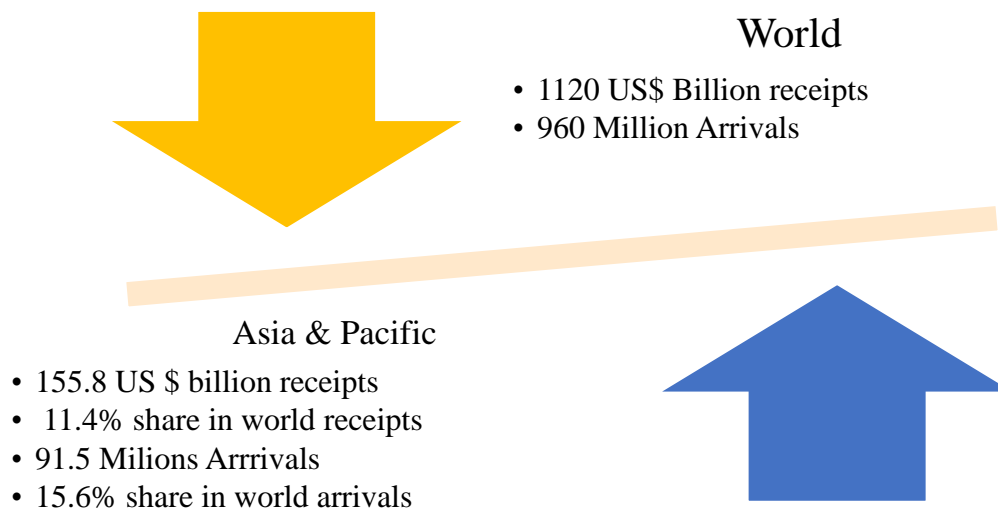 World
• 1120 US$ Billion receipts
• 960 Million Arrivals
Asia & Pacific
• 155.8 US $ billion receipts
• 11.4% share in world receipts
• 91.5 Milions Arrrivals
• 15.6% share in world arrivals